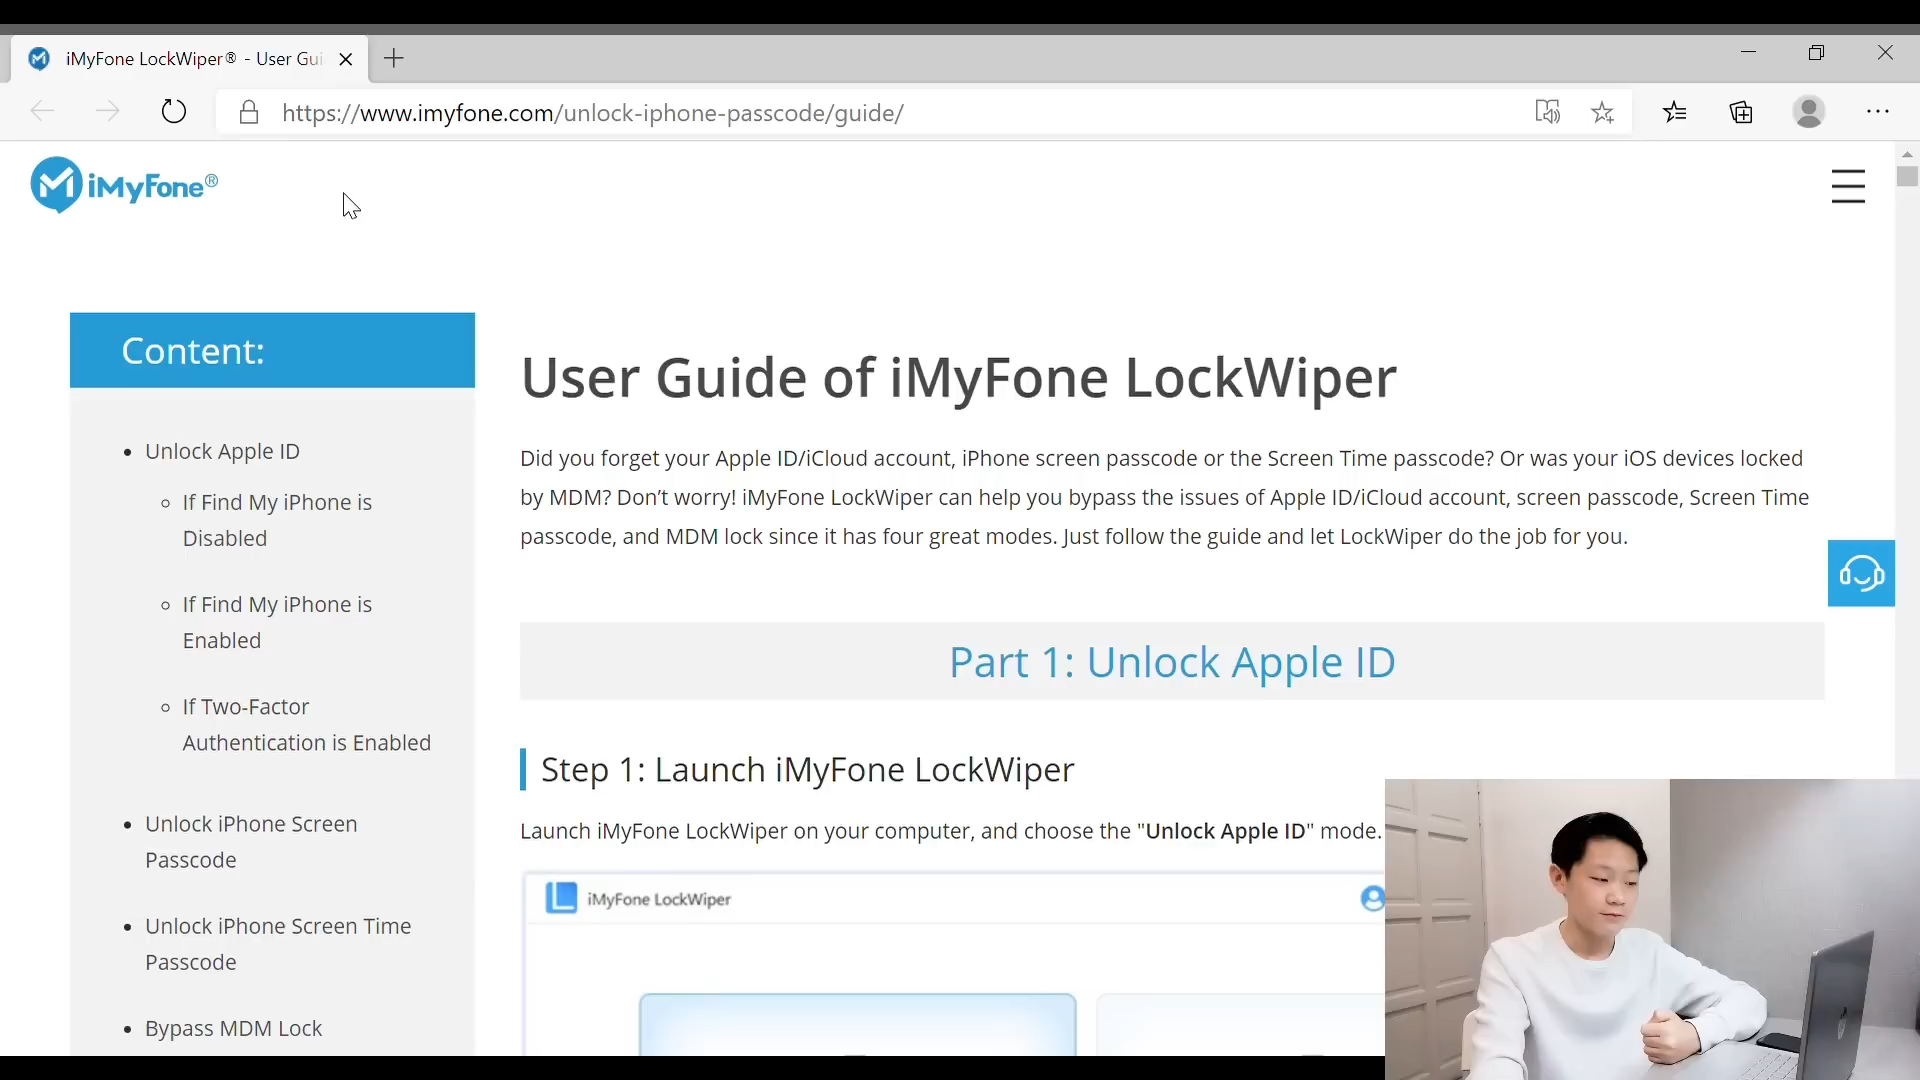 iMyFone LockWiper® - User Gui
https://www.imyfone.com/unlock-iphone-passcode/guide/
iMyFone®
Content:
Unlock Apple ID
If Find My iPhone is
Disabled
If Find My iPhone is
Enabled
If Two-Factor
Authentication is Enabled
Unlock iPhone Screen
Passcode
Unlock iPhone Screen Time
Passcode
Bypass MDM Lock
User Guide of iMyFone LockWiper
Did you forget your Apple ID/iCloud account, iPhone screen passcode or the Screen Time passcode? Or was your iOS devices locked
by MDM? Don’t worry! iMyFone LockWiper can help you bypass the issues of Apple ID/iCloud account, screen passcode, Screen Time
passcode, and MDM lock since it has four great modes. Just follow the guide and let LockWiper do the job for you.
Part 1: Unlock Apple ID
Step 1: Launch iMyFone LockWiper
Launch iMyFone LockWiper on your computer, and choose the "Unlock Apple ID" mode.
iMyFone LockWiper